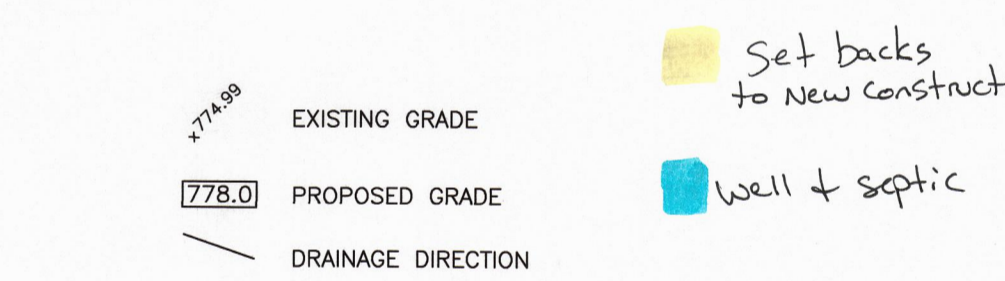 x774.99 EXISTING GRADE
778.0 PROPOSED GRADE
DRAINAGE DIRECTION
Set backs
to New Construct
well & septic